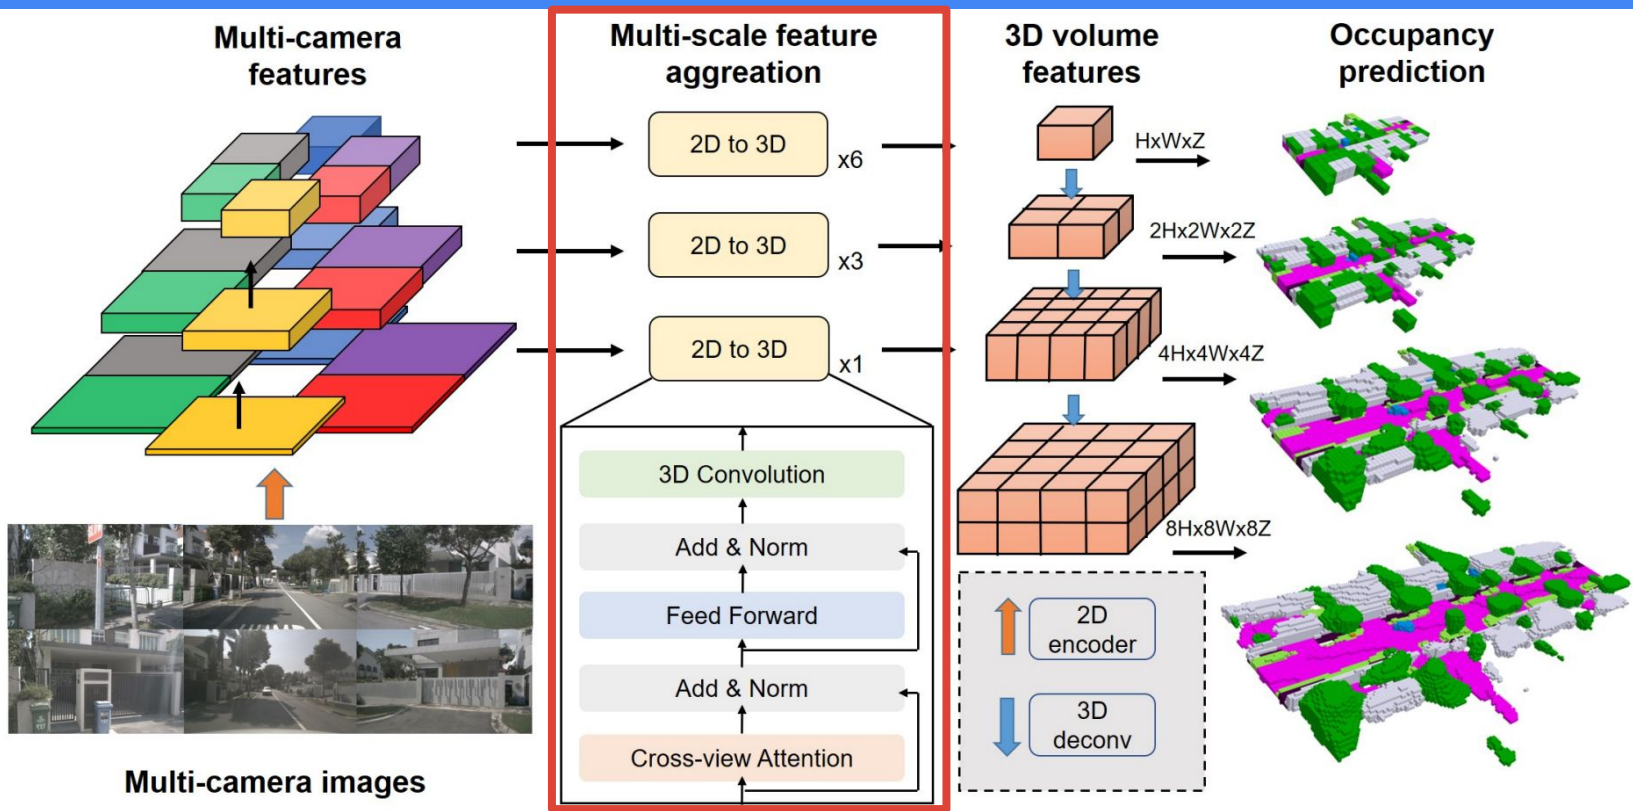 Multi-camera
features
Multi-scale feature
aggreation
3D volume
features
Occupancy
prediction
2D to 3D
x6
HxWxZ
2D to 3D
x3
2Hx2Wx2Z
2D to 3D
x1
4Hx4Wx4Z
3D Convolution
Add & Norm
Feed Forward
Add & Norm
Cross-view Attention
8Hx8Wx8Z
2D
encoder
3D
deconv
Multi-camera images